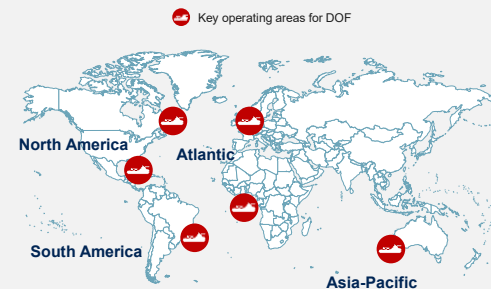 Key operating areas for DOF
North America
Atlantic
South America
Asia-Pacific